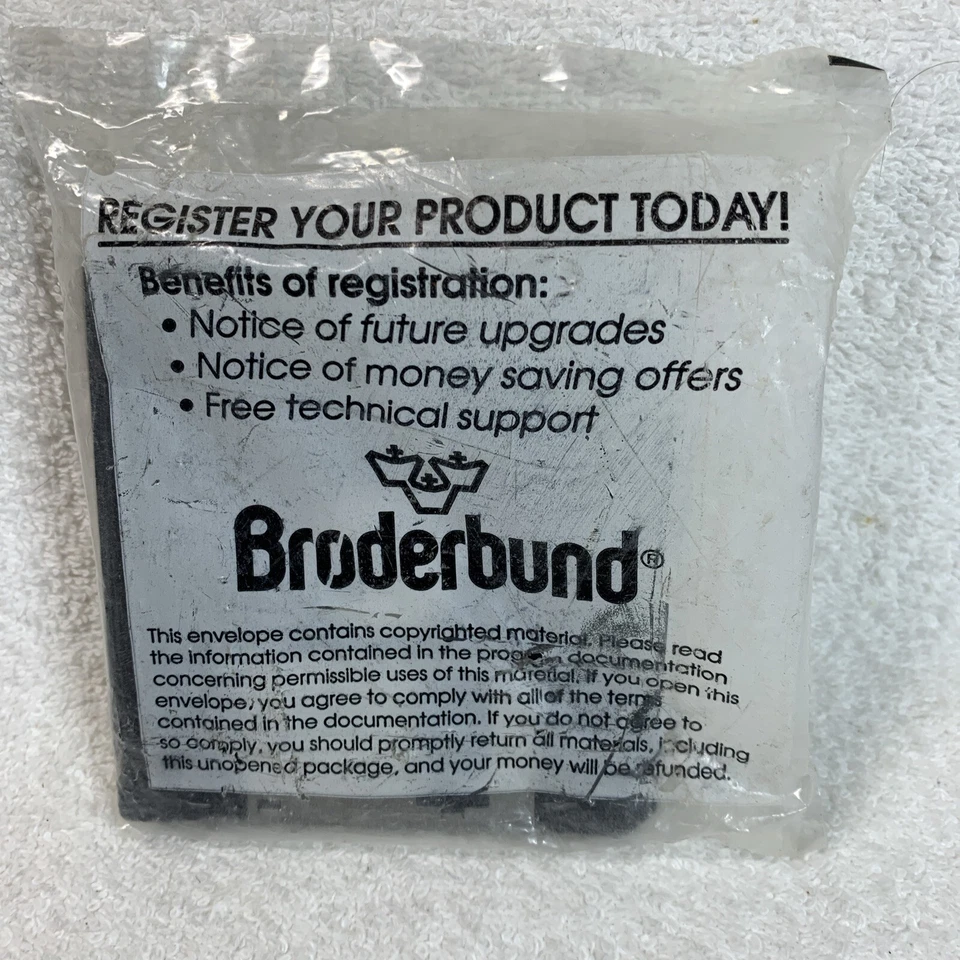 REGISTER YOUR PRODUCT TODAY!
Benefits of registration:
• Notice of future upgrades
• Notice of money saving offers
• Free technical support
Brøderbund®
This envelope contains copyrighted material. Please read
the information contained in the program documentation
concerning permissible uses of this material. If you open this
envelope, you agree to comply with all of the terms
contained in the documentation. If you do not agree to
so comply, you should promptly return all materials, including
this unopened package, and your money will be refunded.